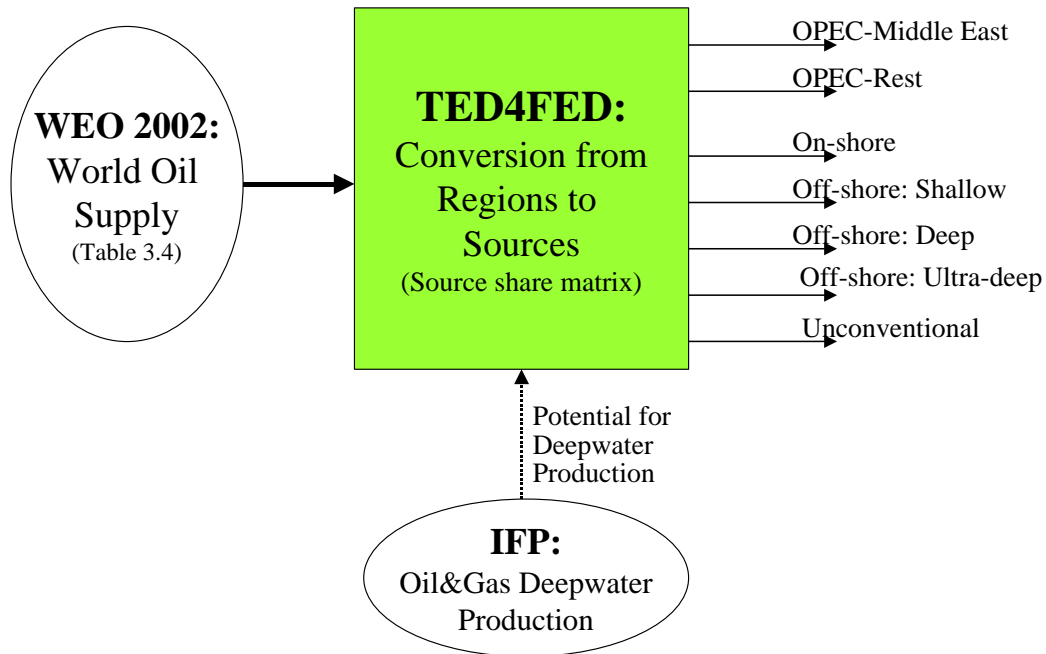 WEO 2002:
World Oil
Supply
(Table 3.4)
TED4FED:
Conversion from
Regions to
Sources
(Source share matrix)
OPEC-Middle East
OPEC-Rest
On-shore
Off-shore: Shallow
Off-shore: Deep
Off-shore: Ultra-deep
Unconventional
Potential for
Deepwater
Production
IFP:
Oil&Gas Deepwater
Production